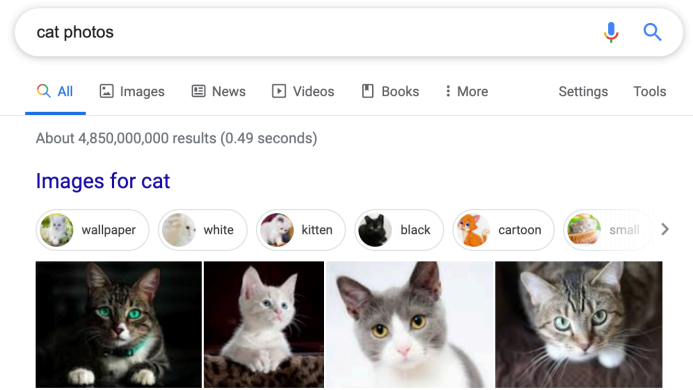 cat photos
All Images News Videos Books More Settings Tools
About 4,850,000,000 results (0.49 seconds)
Images for cat
wallpaper white kitten black cartoon small